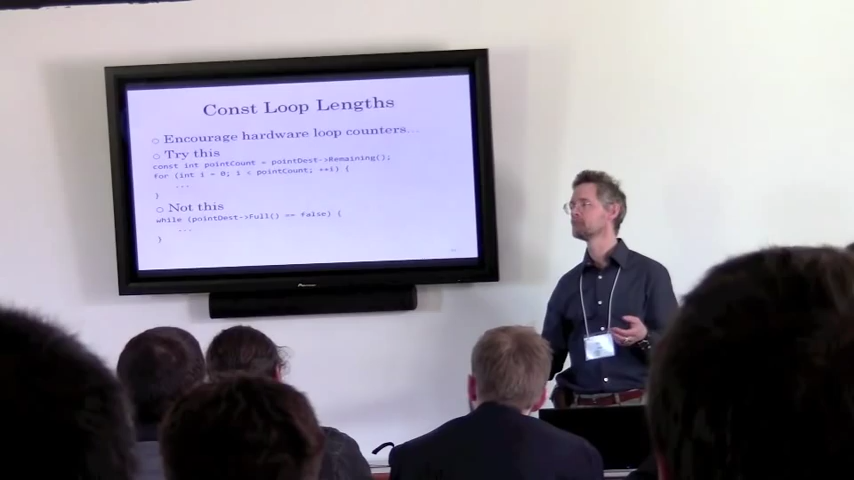 Const Loop Lengths
Encourage hardware loop counters...
Try this
const int pointCount = pointDest->Remaining();
for (int i = 0; i < pointCount; ++i) {
...
}
Not this
while (pointDest->Full() == false) {
...
}
Pioneer